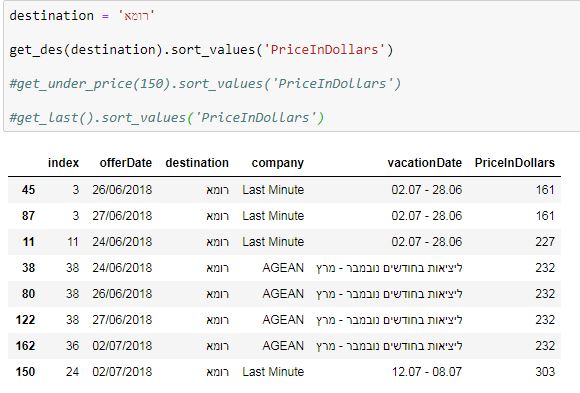 destination = 'רומא'
get_des(destination).sort_values('PriceInDollars')
#get_under_price(150).sort_values('PriceInDollars')
#get_last().sort_values('PriceInDollars')
index offerDate destination company vacationDate PriceInDollars
45 3 26/06/2018 רומא Last Minute 02.07 - 28.06 161
87 3 27/06/2018 רומא Last Minute 02.07 - 28.06 161
11 11 24/06/2018 רומא Last Minute 02.07 - 28.06 227
38 38 24/06/2018 רומא AGEAN ליציאות בחודשים נובמבר - מרץ 232
80 38 26/06/2018 רומא AGEAN ליציאות בחודשים נובמבר - מרץ 232
122 38 27/06/2018 רומא AGEAN ליציאות בחודשים נובמבר - מרץ 232
162 36 02/07/2018 רומא AGEAN ליציאות בחודשים נובמבר - מרץ 232
150 24 02/07/2018 רומא Last Minute 12.07 - 08.07 303